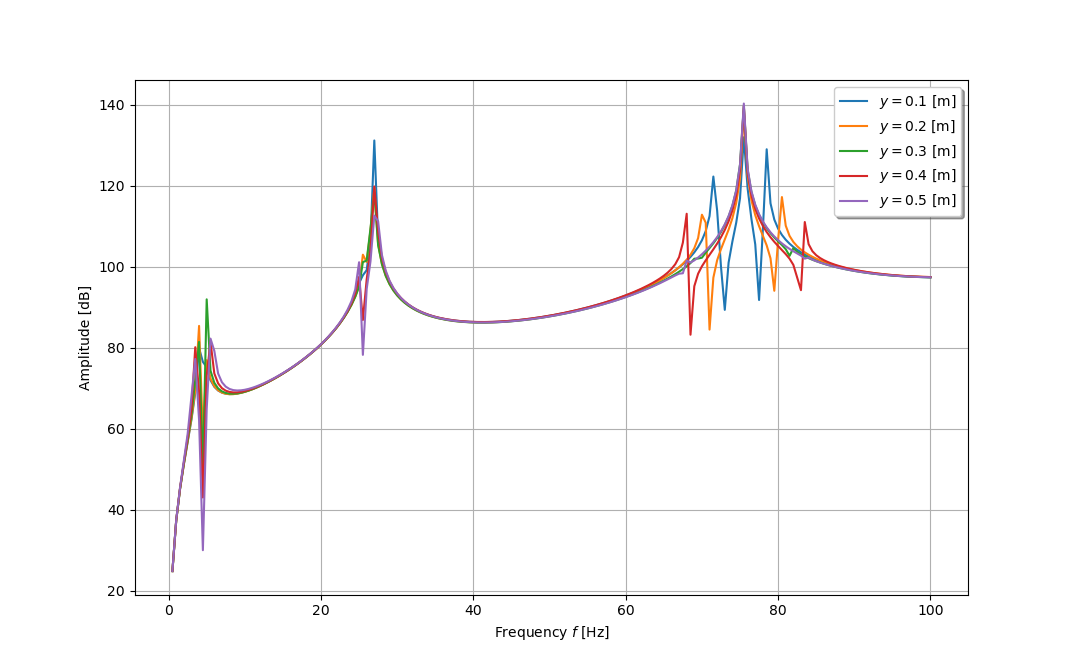 140
120
100
80
60
40
20
0
20
40
60
80
100
Amplitude [dB]
Frequency f [Hz]
y = 0.1 [m]
y = 0.2 [m]
y = 0.3 [m]
y = 0.4 [m]
y = 0.5 [m]